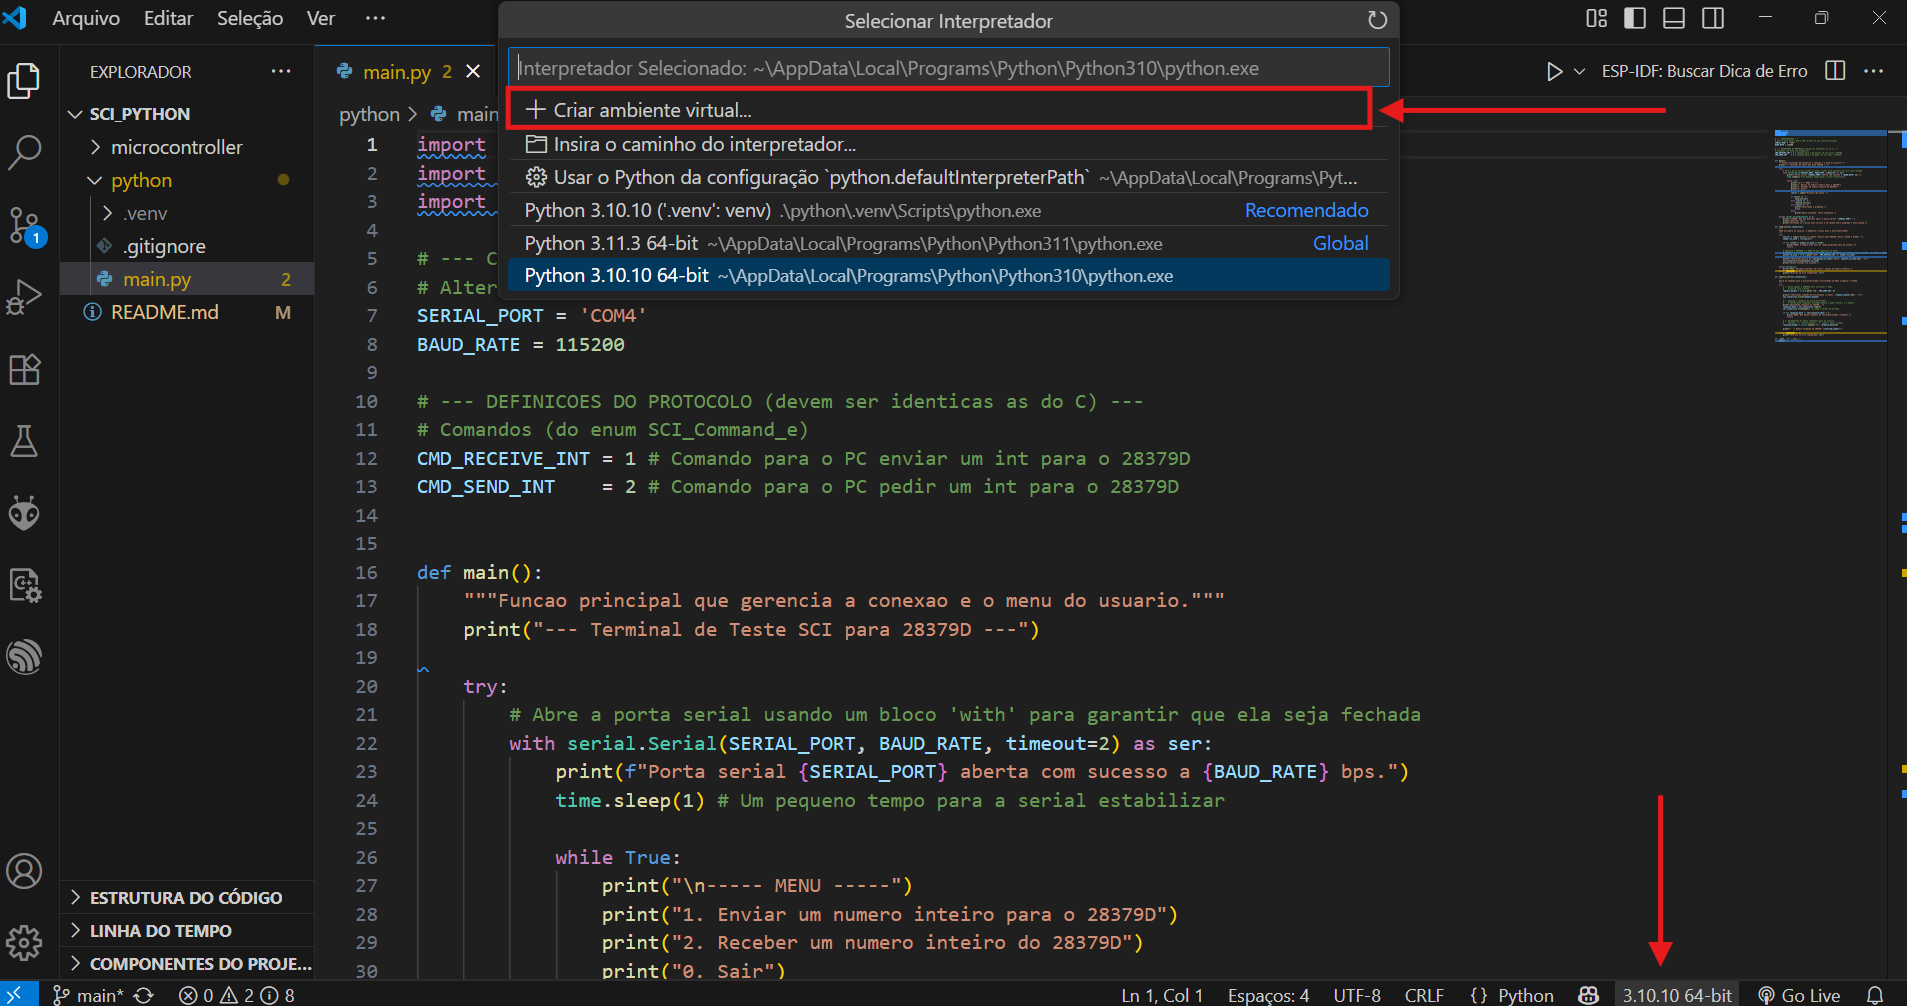 Arquivo Editar Seleção Ver ···
Selecionar Interpretador
Interpretador Selecionado: ~\AppData\Local\Programs\Python\Python310\python.exe
Criar ambiente virtual...
Insira o caminho do interpretador...
Usar o Python da configuração `python.defaultInterpreterPath` ~\AppData\Local\Programs\Pyt...
Python 3.10.10 ('.venv': venv) .\python\.venv\Scripts\python.exe Recomendado
Python 3.11.3 64-bit ~\AppData\Local\Programs\Python\Python311\python.exe Global
Python 3.10.10 64-bit ~\AppData\Local\Programs\Python\Python310\python.exe
EXPLORADOR ···
SCI_PYTHON
microcontroller
python
.venv
.gitignore
main.py 2
README.md M
1
ESTRUTURA DO CÓDIGO
LINHA DO TEMPO
COMPONENTES DO PROJE...
main.py 2
ESP-IDF: Buscar Dica de Erro ···
python > main
1 import
2 import
3 import
4
5 # --- C
6 # Alter
7 SERIAL_PORT = 'COM4'
8 BAUD_RATE = 115200
9
10 # --- DEFINICOES DO PROTOCOLO (devem ser identicas as do C) ---
11 # Comandos (do enum SCI_Command_e)
12 CMD_RECEIVE_INT = 1 # Comando para o PC enviar um int para o 28379D
13 CMD_SEND_INT    = 2 # Comando para o PC pedir um int para o 28379D
14
15
16 def main():
17     """Funcao principal que gerencia a conexao e o menu do usuario."""
18     print("--- Terminal de Teste SCI para 28379D ---")
19
20     try:
21         # Abre a porta serial usando um bloco 'with' para garantir que ela seja fechada
22         with serial.Serial(SERIAL_PORT, BAUD_RATE, timeout=2) as ser:
23             print(f"Porta serial {SERIAL_PORT} aberta com sucesso a {BAUD_RATE} bps.")
24             time.sleep(1) # Um pequeno tempo para a serial estabilizar
25
26             while True:
27                 print("\n----- MENU -----")
28                 print("1. Enviar um numero inteiro para o 28379D")
29                 print("2. Receber um numero inteiro do 28379D")
30                 print("0. Sair")
main* 0 2 8 Ln 1, Col 1 Espaços: 4 UTF-8 CRLF {} Python 3.10.10 64-bit Go Live